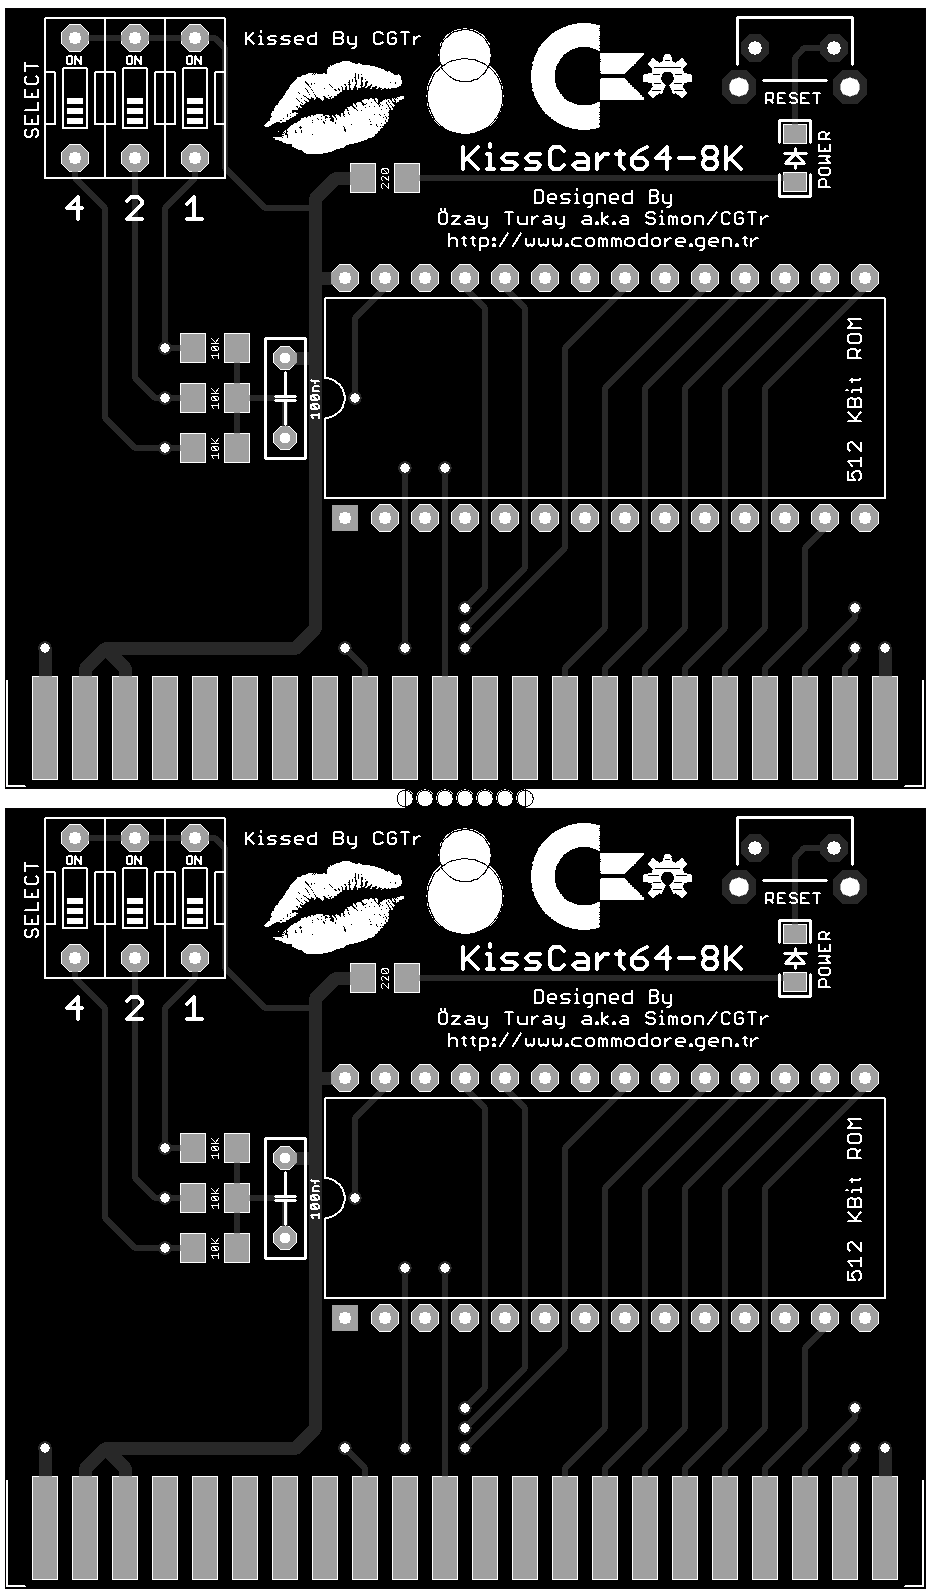 Kissed By CGTr
ON ON ON
SELECT
RESET
POWER
KissCart64-8K
220
4 2 1
Designed By
Özay Turay a.k.a Simon/CGTr
http://www.commodore.gen.tr
10K
10K
10K
100nf
512 KBit ROM
Kissed By CGTr
ON ON ON
SELECT
RESET
POWER
KissCart64-8K
220
4 2 1
Designed By
Özay Turay a.k.a Simon/CGTr
http://www.commodore.gen.tr
10K
10K
10K
100nf
512 KBit ROM